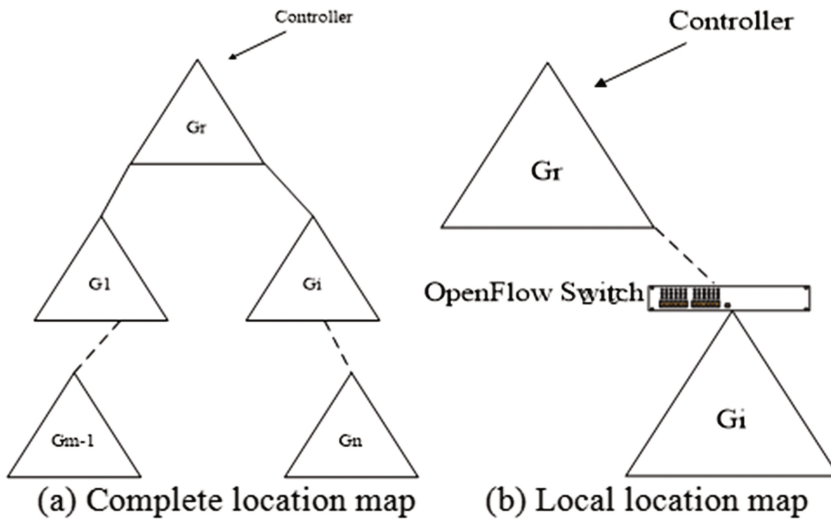 Controller
Gr
G1
Gi
Gm-1
Gn
(a) Complete location map
Controller
Gr
OpenFlow Switch
Gi
(b) Local location map